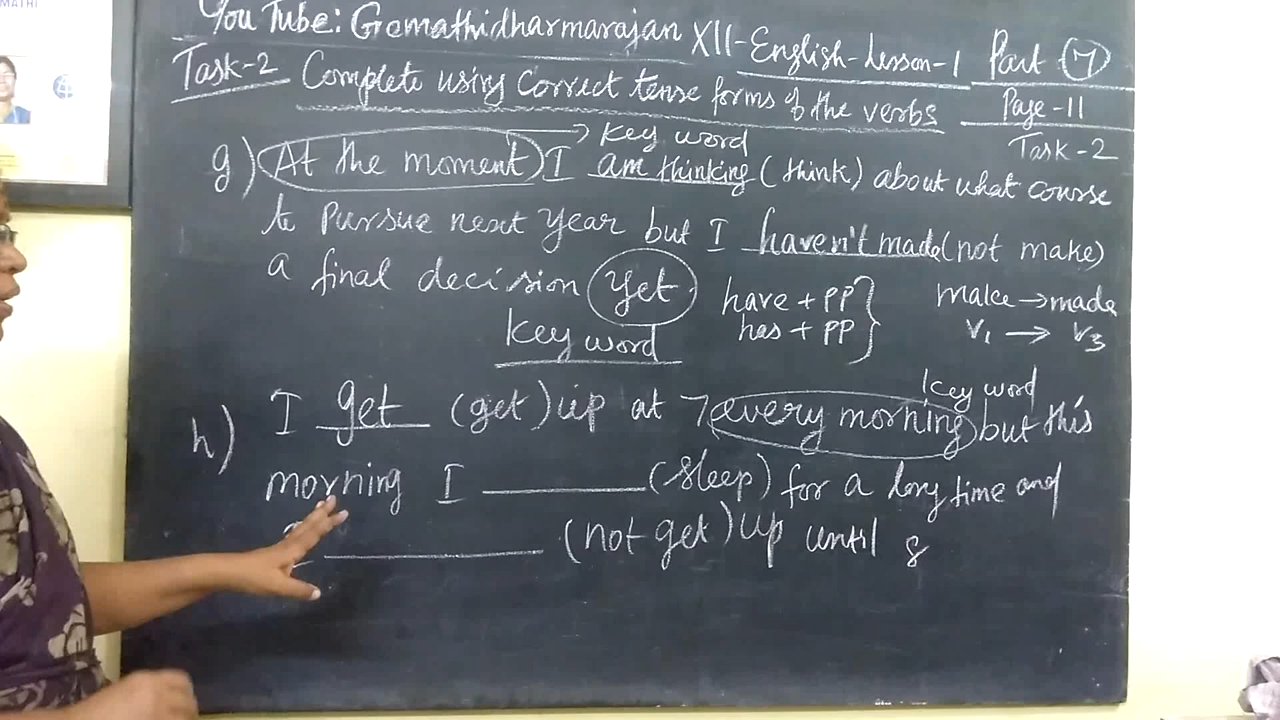 MATHI
YouTube: Gomathidharmarajan XII-English-Lesson-1 Part-7
Task-2 Complete using Correct tense forms of the verbs Page-11
Task-2
→ Key word
g) At the moment I am thinking (think) about what course
to pursue next year but I haven't made (not make)
a final decision yet
have + PP
has + PP
make → made
V1 → V3
Key word
Key word
h) I get (get) up at 7 every morning but this
morning I ______ (sleep) for a long time and
I ______ (not get) up until 8